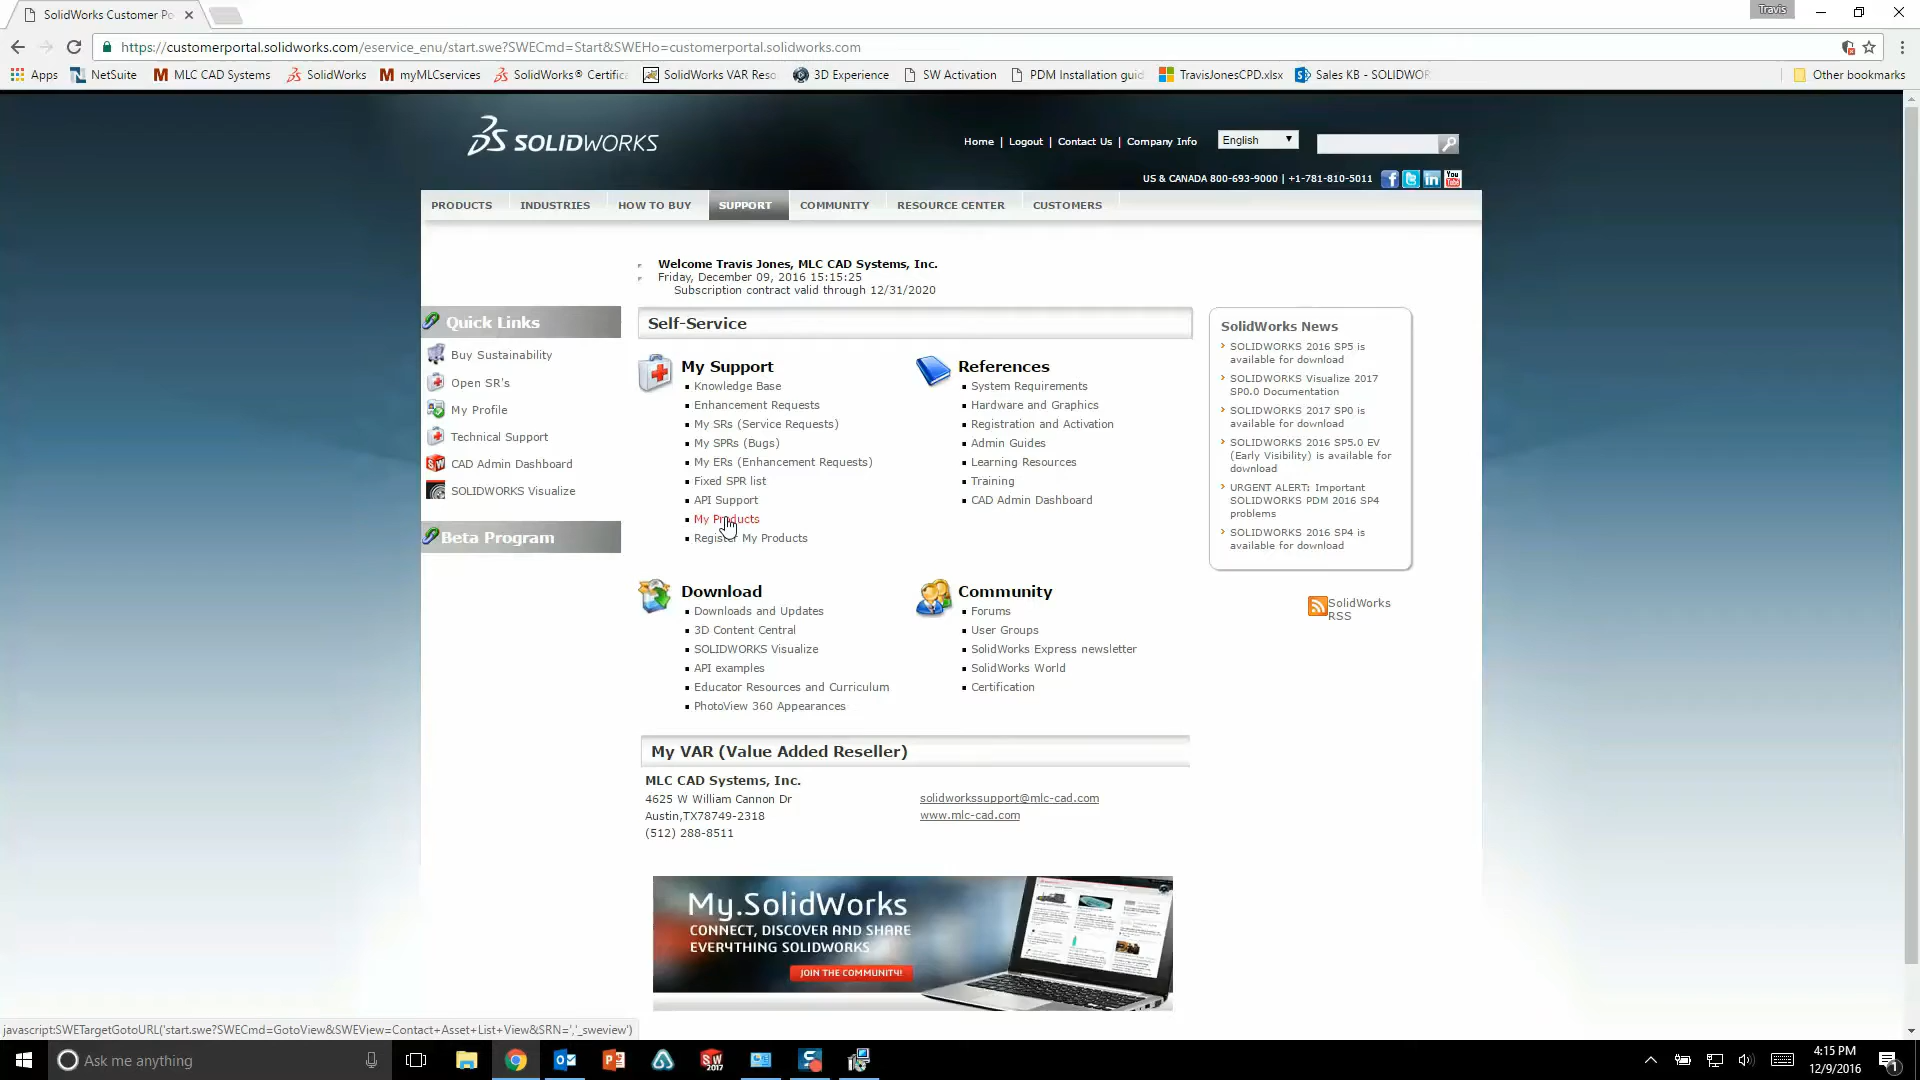 SolidWorks Customer Po
Travis
https://customerportal.solidworks.com/eservice_enu/start.swe?SWECmd=Start&SWEHo=customerportal.solidworks.com
Apps NetSuite MLC CAD Systems SolidWorks myMLCservices SolidWorks® Certific SolidWorks VAR Reso 3D Experience SW Activation PDM Installation guid TravisJonesCPD.xlsx Sales KB - SOLIDWOR Other bookmarks
SOLIDWORKS
Home | Logout | Contact Us | Company Info English
US & CANADA 800-693-9000 | +1-781-810-5011
PRODUCTS INDUSTRIES HOW TO BUY SUPPORT COMMUNITY RESOURCE CENTER CUSTOMERS
Welcome Travis Jones, MLC CAD Systems, Inc.
Friday, December 09, 2016 15:15:25
Subscription contract valid through 12/31/2020
Quick Links
Buy Sustainability
Open SR's
My Profile
Technical Support
CAD Admin Dashboard
SOLIDWORKS Visualize
Beta Program
Self-Service
My Support
Knowledge Base
Enhancement Requests
My SRs (Service Requests)
My SPRs (Bugs)
My ERs (Enhancement Requests)
Fixed SPR list
API Support
My Products
Register My Products
References
System Requirements
Hardware and Graphics
Registration and Activation
Admin Guides
Learning Resources
Training
CAD Admin Dashboard
Download
Downloads and Updates
3D Content Central
SOLIDWORKS Visualize
API examples
Educator Resources and Curriculum
PhotoView 360 Appearances
Community
Forums
User Groups
SolidWorks Express newsletter
SolidWorks World
Certification
SolidWorks News
SOLIDWORKS 2016 SP5 is
available for download
SOLIDWORKS Visualize 2017
SP0.0 Documentation
SOLIDWORKS 2017 SP0 is
available for download
SOLIDWORKS 2016 SP5.0 EV
(Early Visibility) is available for
download
URGENT ALERT: Important
SOLIDWORKS PDM 2016 SP4
problems
SOLIDWORKS 2016 SP4 is
available for download
SolidWorks
RSS
My VAR (Value Added Reseller)
MLC CAD Systems, Inc.
4625 W William Cannon Dr
Austin,TX78749-2318
(512) 288-8511
solidworkssupport@mlc-cad.com
www.mlc-cad.com
My.SolidWorks
CONNECT, DISCOVER AND SHARE
EVERYTHING SOLIDWORKS
JOIN THE COMMUNITY!
javascript:SWETargetGotoURL('start.swe?SWECmd=GotoView&SWEView=Contact+Asset+List+View&SRN=','_sweview')
Ask me anything
4:15 PM
12/9/2016